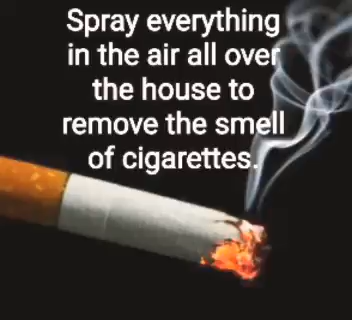 Spray everything
in the air all over
the house to
remove the smell
of cigarettes.